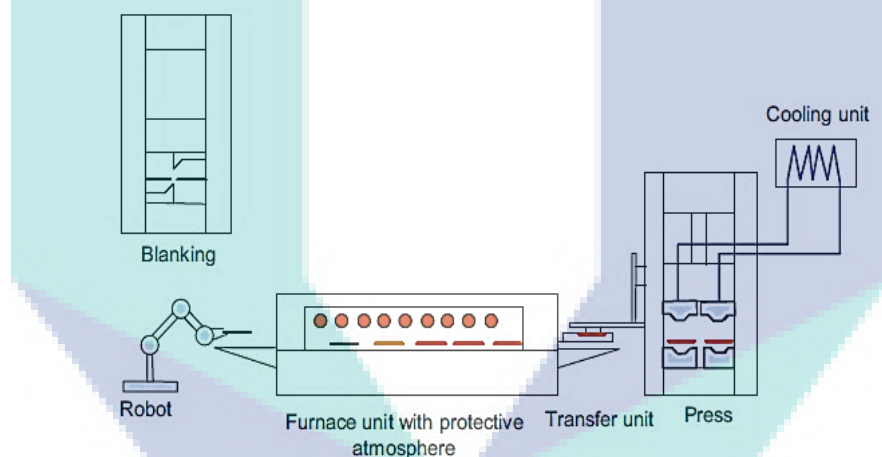 Cooling unit
Blanking
Robot
Furnace unit with protective
atmosphere
Transfer unit
Press